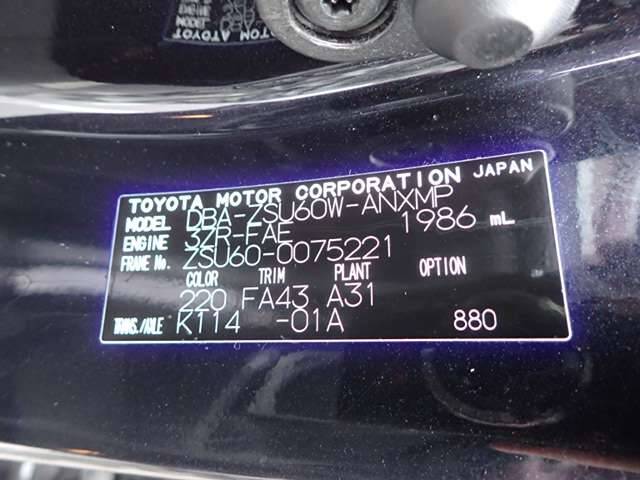 TOYOTA MOTOR CORPORATION JAPAN
MODEL DBA-ZSU60W-ANXMP
ENGINE 3ZR-FAE 1986 mL
FRAME No. ZSU60-0075221
COLOR TRIM PLANT OPTION
220 FA43 A31
TRANS./AXLE K114 -01A 880